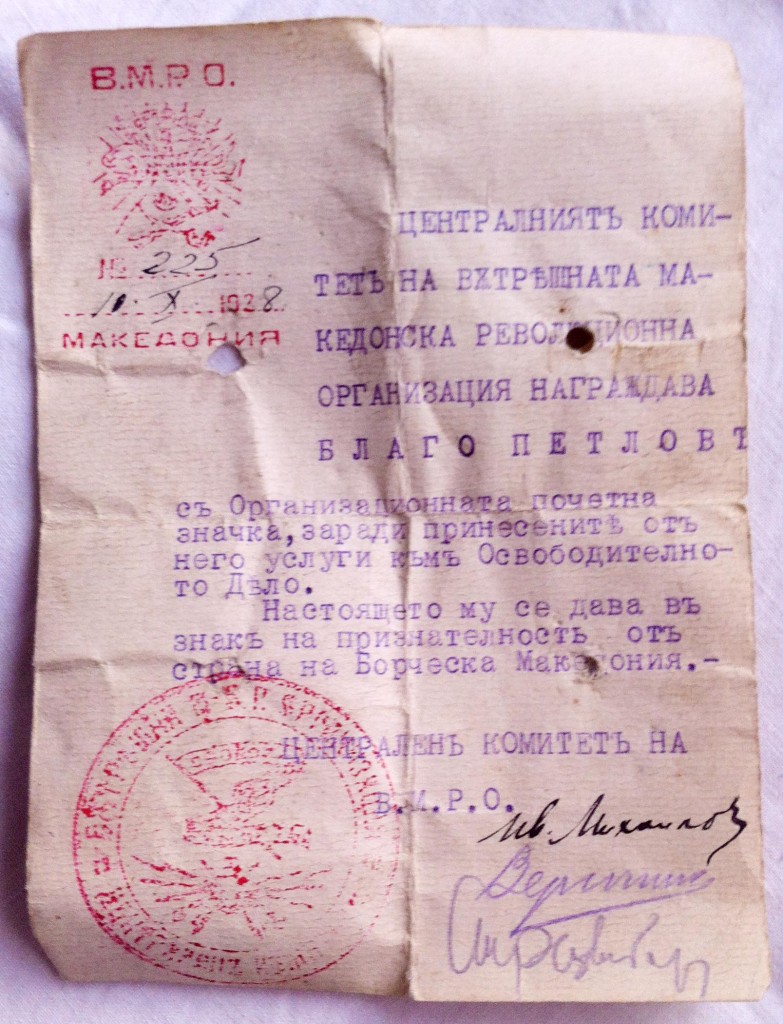 В.М.Р.О.
№ 225
10. X. 1928.
МАКЕДОНИЯ
ЦЕНТРАЛНИЯТЪ КОМИ-
ТЕТЪ НА ВѪТРѢШНАТА МА-
КЕДОНСКА РЕВОЛЮЦИОННА
ОРГАНИЗАЦИЯ НАГРАЖДАВА
БЛАГО ПЕТЛОВЪ
съ Организационната почетна
значка, заради принесенитѣ отъ
него услуги към Освободително-
то Дѣло.
Настоящето му се дава въ
знакъ на признателность отъ
страна на Борческа Македония.-
ЦЕНТРАЛЕНЪ КОМИТЕТЪ НА
В.М.Р.О.
Ив. Михайловъ